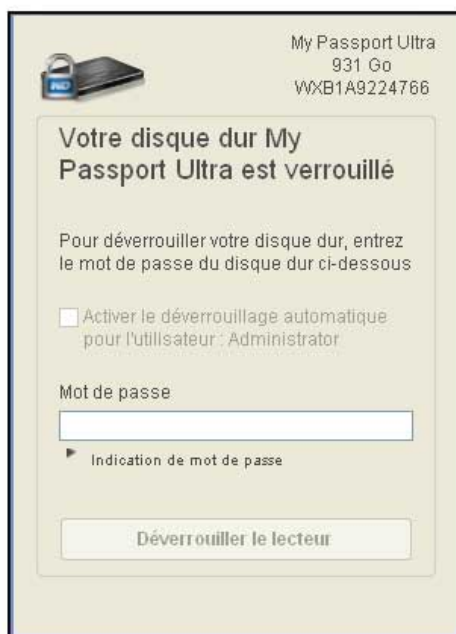 My Passport Ultra
931 Go
WXB1A9224766
WD
Votre disque dur My
Passport Ultra est verrouillé
Pour déverrouiller votre disque dur, entrez
le mot de passe du disque dur ci-dessous
Activer le déverrouillage automatique
pour l'utilisateur : Administrator
Mot de passe
Indication de mot de passe
Déverrouiller le lecteur